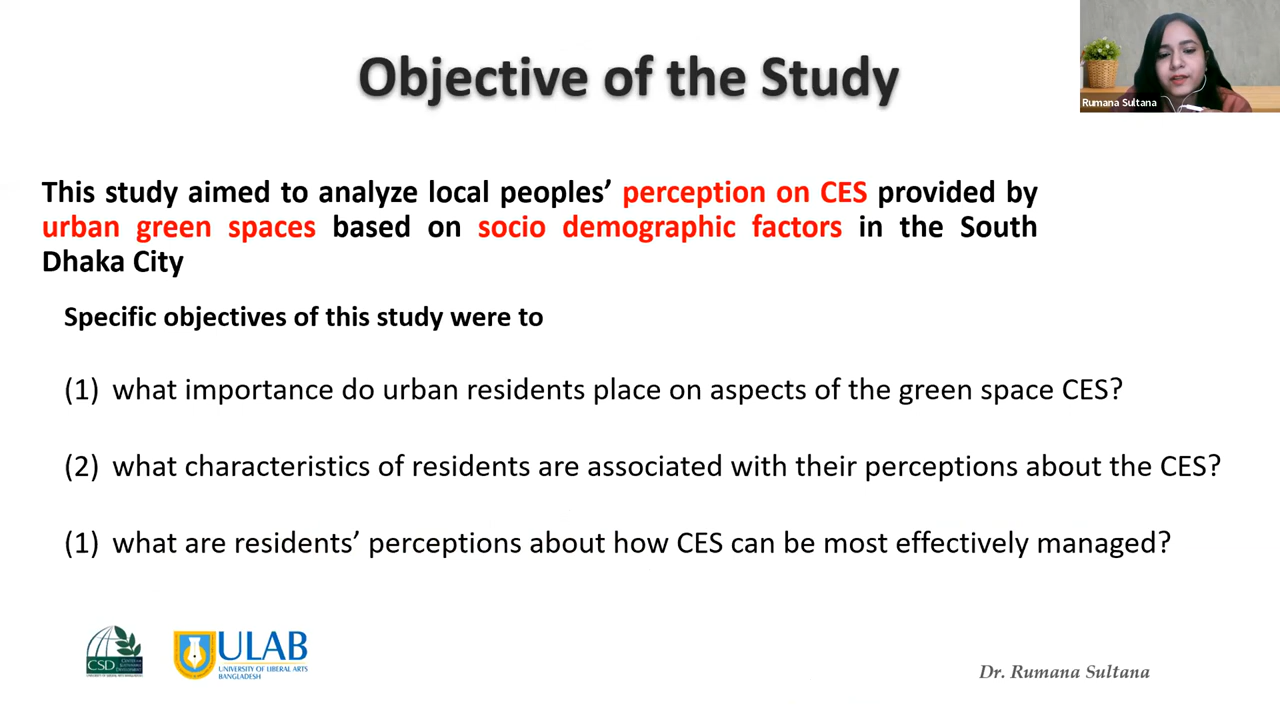 Objective of the Study
Rumana Sultana
This study aimed to analyze local peoples’ perception on CES provided by
urban green spaces based on socio demographic factors in the South
Dhaka City
Specific objectives of this study were to
(1) what importance do urban residents place on aspects of the green space CES?
(2) what characteristics of residents are associated with their perceptions about the CES?
(1) what are residents’ perceptions about how CES can be most effectively managed?
CSD
ULAB
UNIVERSITY OF LIBERAL ARTS
BANGLADESH
Dr. Rumana Sultana